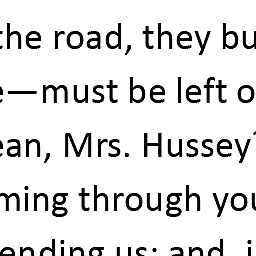 the road, they bu
e—must be left o
ean, Mrs. Hussey?
ming through you
ending us; and, i